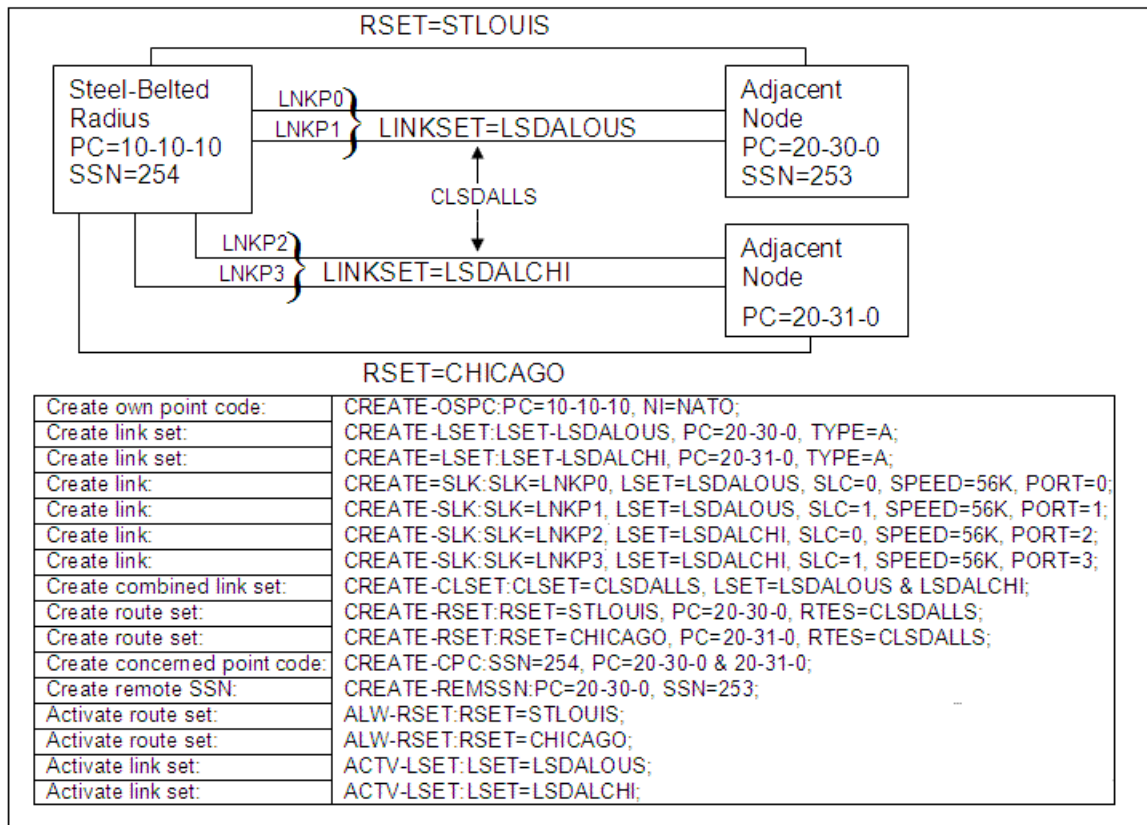 RSET=STLOUIS
Steel-Belted
Radius
PC=10-10-10
SSN=254
LNKP0
LNKP1
LINKSET=LSDALOUS
Adjacent
Node
PC=20-30-0
SSN=253
CLSDALLS
LNKP2
LNKP3
LINKSET=LSDALCHI
Adjacent
Node
PC=20-31-0
RSET=CHICAGO
Create own point code: CREATE-OSPC:PC=10-10-10, NI=NATO;
Create link set: CREATE-LSET:LSET-LSDALOUS, PC=20-30-0, TYPE=A;
Create link set: CREATE=LSET:LSET-LSDALCHI, PC=20-31-0, TYPE=A;
Create link: CREATE=SLK:SLK=LNKP0, LSET=LSDALOUS, SLC=0, SPEED=56K, PORT=0;
Create link: CREATE-SLK:SLK=LNKP1, LSET=LSDALOUS, SLC=1, SPEED=56K, PORT=1;
Create link: CREATE-SLK:SLK=LNKP2, LSET=LSDALCHI, SLC=0, SPEED=56K, PORT=2;
Create link: CREATE-SLK:SLK=LNKP3, LSET=LSDALCHI, SLC=1, SPEED=56K, PORT=3;
Create combined link set: CREATE-CLSET:CLSET=CLSDALLS, LSET=LSDALOUS & LSDALCHI;
Create route set: CREATE-RSET:RSET=STLOUIS, PC=20-30-0, RTES=CLSDALLS;
Create route set: CREATE-RSET:RSET=CHICAGO, PC=20-31-0, RTES=CLSDALLS;
Create concerned point code: CREATE-CPC:SSN=254, PC=20-30-0 & 20-31-0;
Create remote SSN: CREATE-REMSSN:PC=20-30-0, SSN=253;
Activate route set: ALW-RSET:RSET=STLOUIS;
Activate route set: ALW-RSET:RSET=CHICAGO;
Activate link set: ACTV-LSET:LSET=LSDALOUS;
Activate link set: ACTV-LSET:LSET=LSDALCHI;